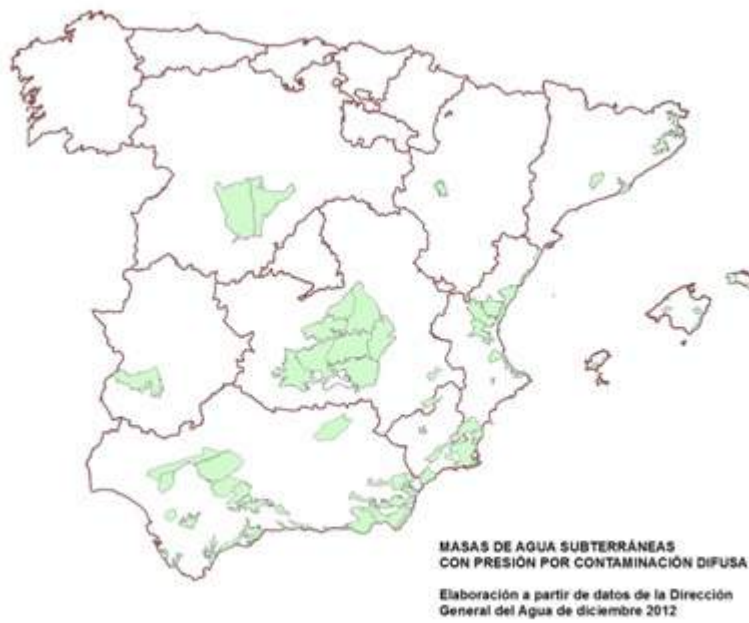 MASAS DE AGUA SUBTERRÁNEAS
CON PRESIÓN POR CONTAMINACIÓN DIFUSA
Elaboración a partir de datos de la Dirección
General del Agua de diciembre 2012